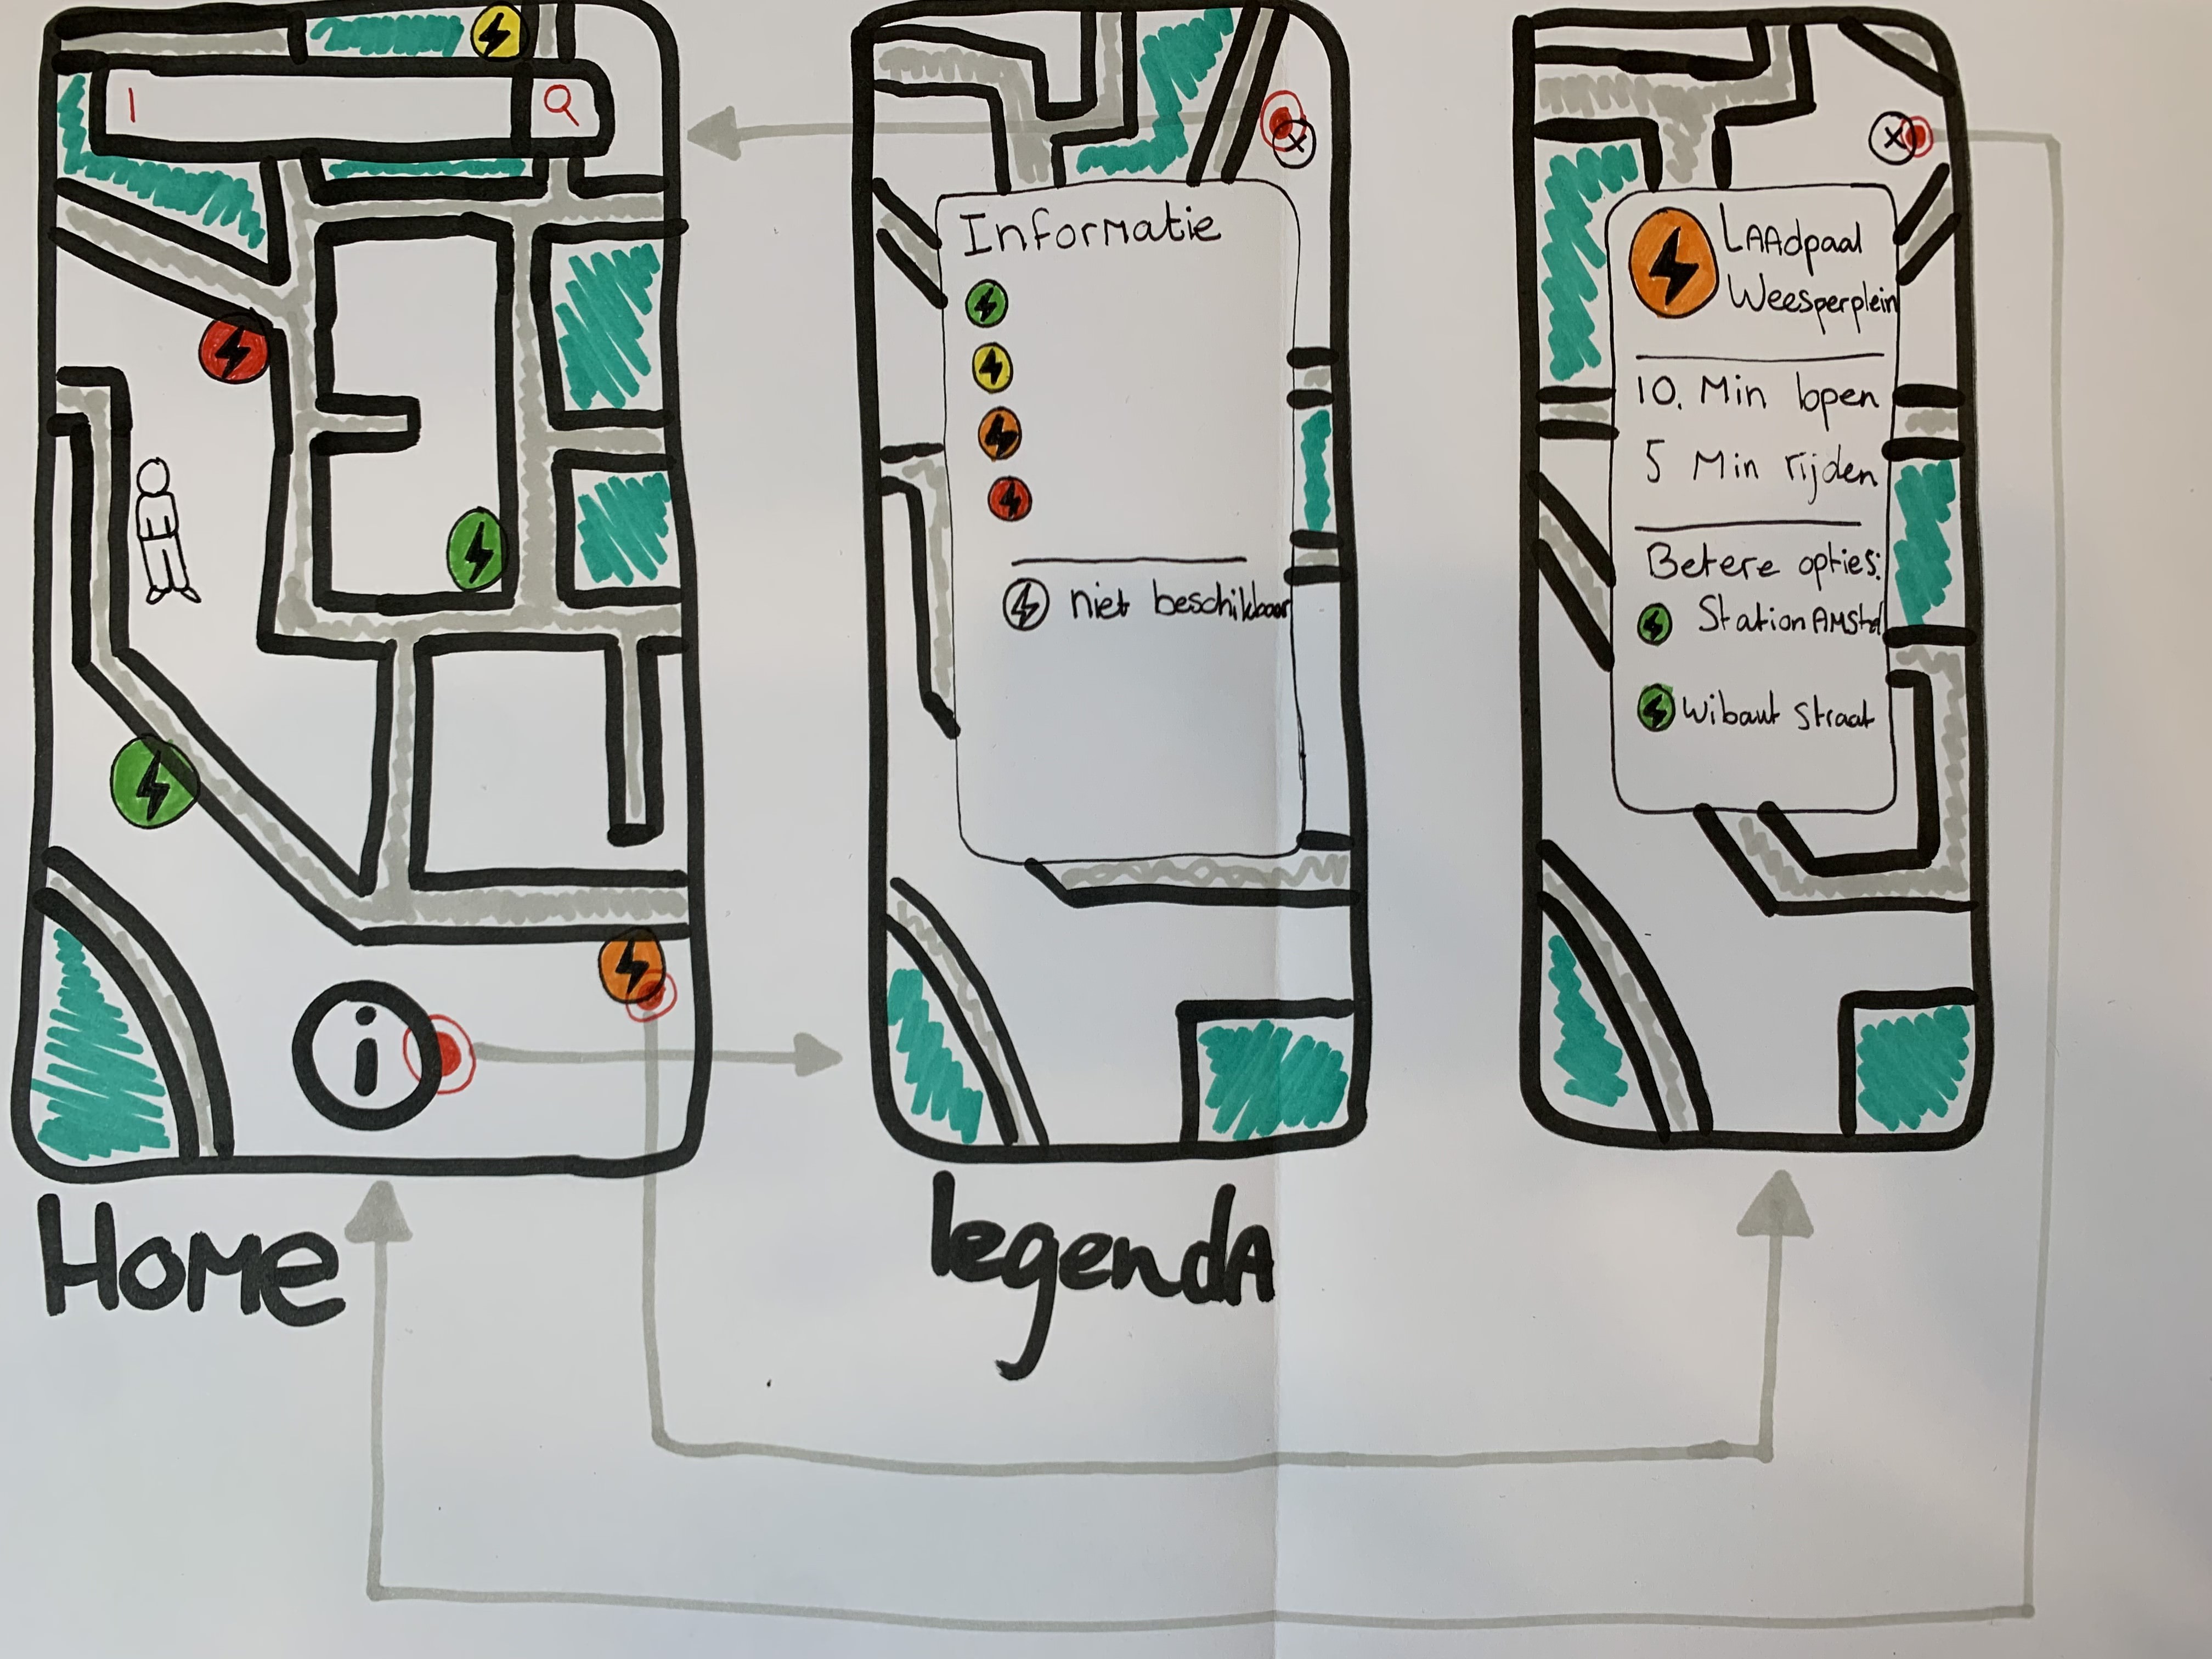 i
Home
Informatie
niet beschikbaar
legendA
LAAdpaal
Weesperplein
10. Min lopen
5 Min rijden
Betere opties:
Station AMstel
Wibaut Straat